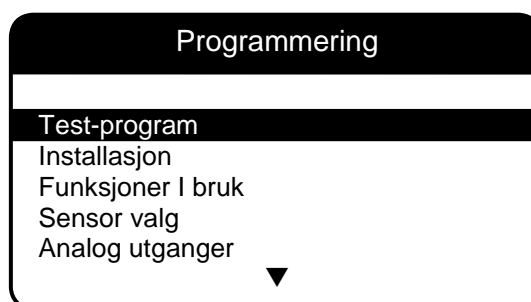 Programmering
Test-program
Installasjon
Funksjoner I bruk
Sensor valg
Analog utganger